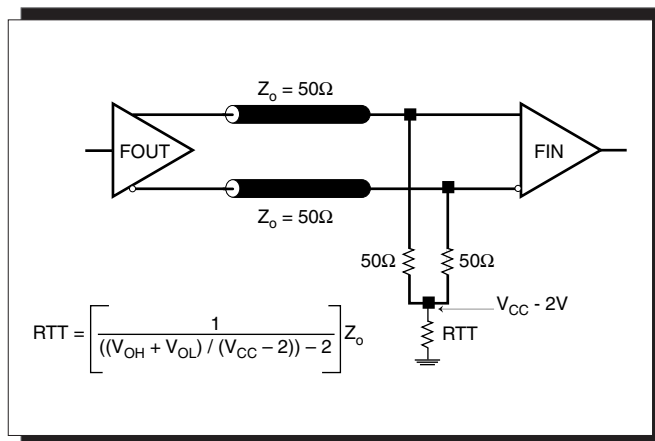 Zo = 50Ω
FOUT
FIN
Zo = 50Ω
50Ω
50Ω
VCC - 2V
RTT
RTT = [ 1 / ((VOH + VOL) / (VCC – 2)) – 2 ] Zo